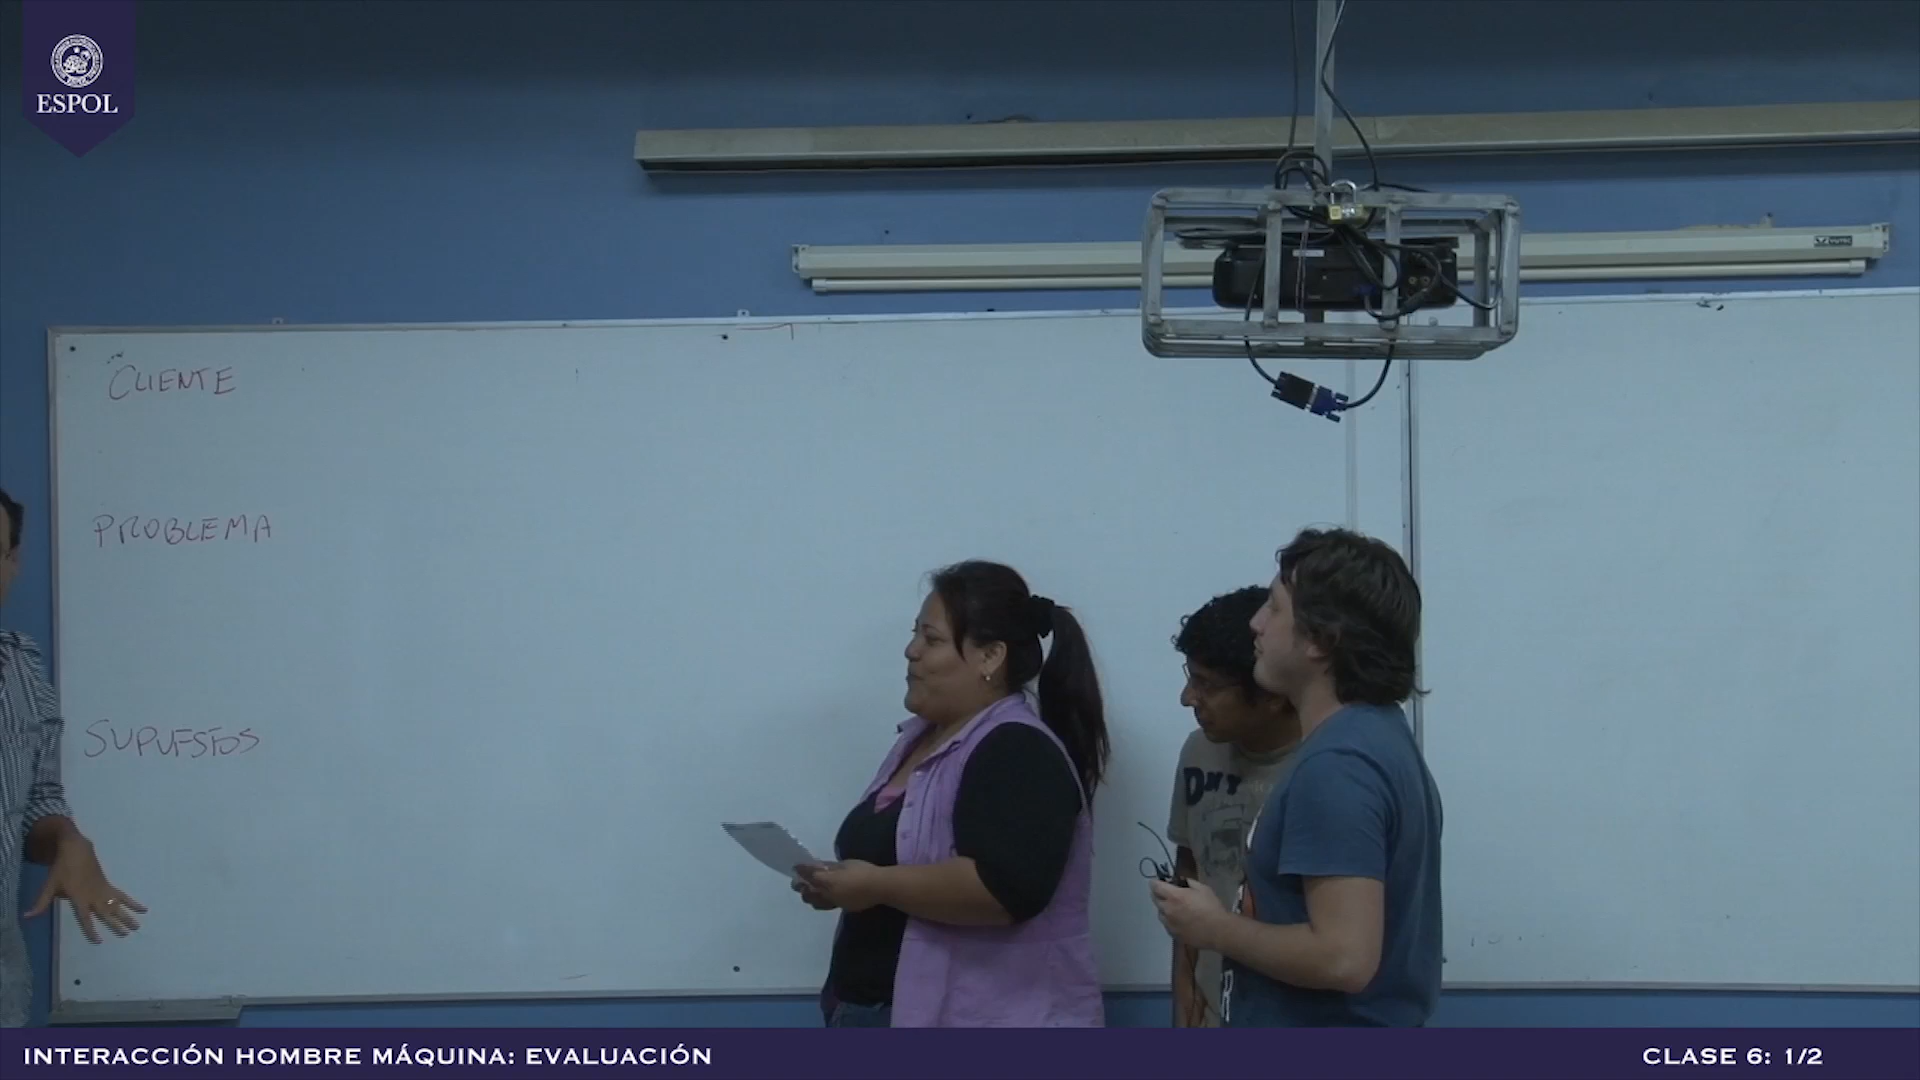 ESPOL
CLIENTE
PROBLEMA
SUPUESTOS
INTERACCIÓN HOMBRE MÁQUINA: EVALUACIÓN
CLASE 6: 1/2